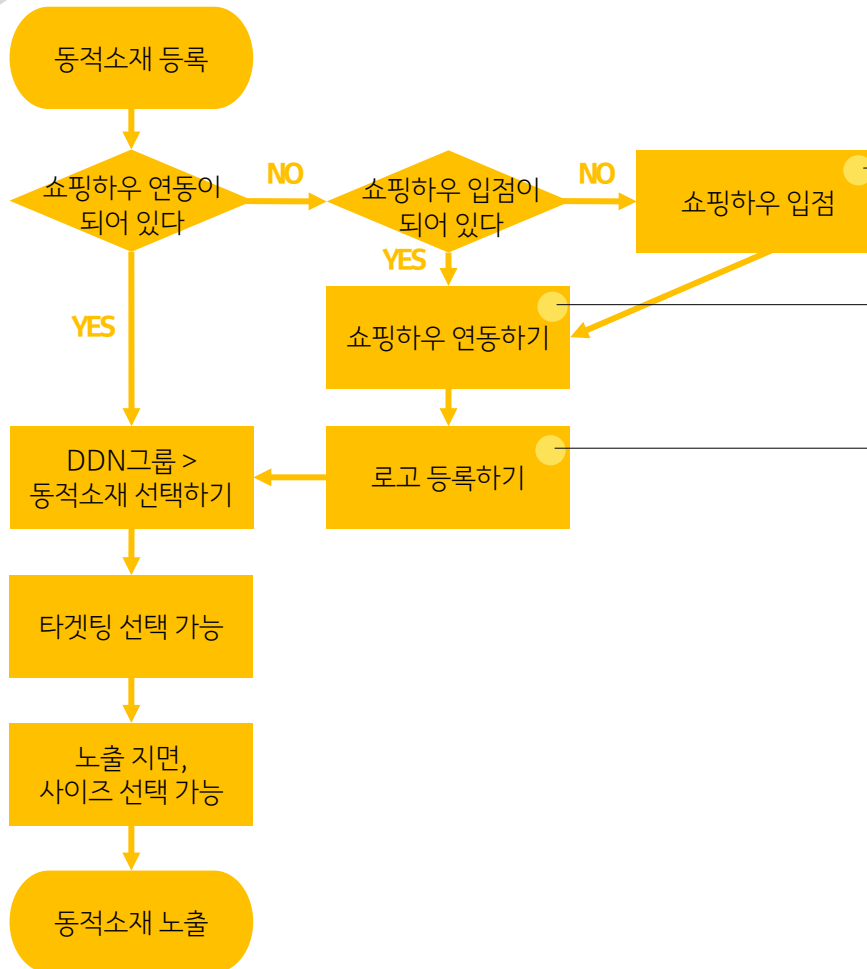 동적소재 등록
쇼핑하우 연동이
되어 있다
NO
쇼핑하우 입점이
되어 있다
NO
쇼핑하우 입점
YES
쇼핑하우 연동하기
YES
로고 등록하기
DDN그룹 >
동적소재 선택하기
타겟팅 선택 가능
노출 지면,
사이즈 선택 가능
동적소재 노출